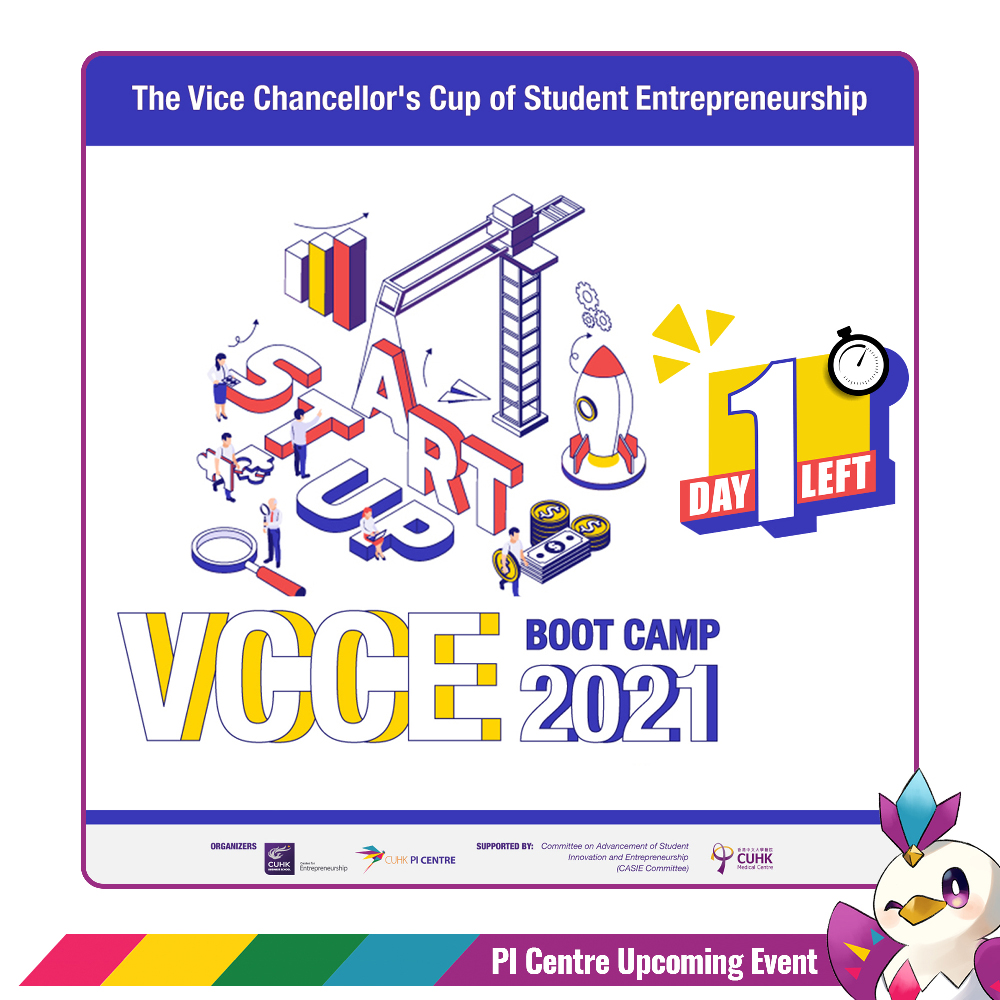 The Vice Chancellor's Cup of Student Entrepreneurship
START
UP
1
DAY
LEFT
VCCE
BOOT CAMP
2021
ORGANIZERS
CUHK
BUSINESS SCHOOL
Centre for
Entrepreneurship
CUHK PI CENTRE
SUPPORTED BY:
Committee on Advancement of Student
Innovation and Entrepreneurship
(CASIE Committee)
香港中文大學醫院
CUHK
Medical Centre
PI Centre Upcoming Event